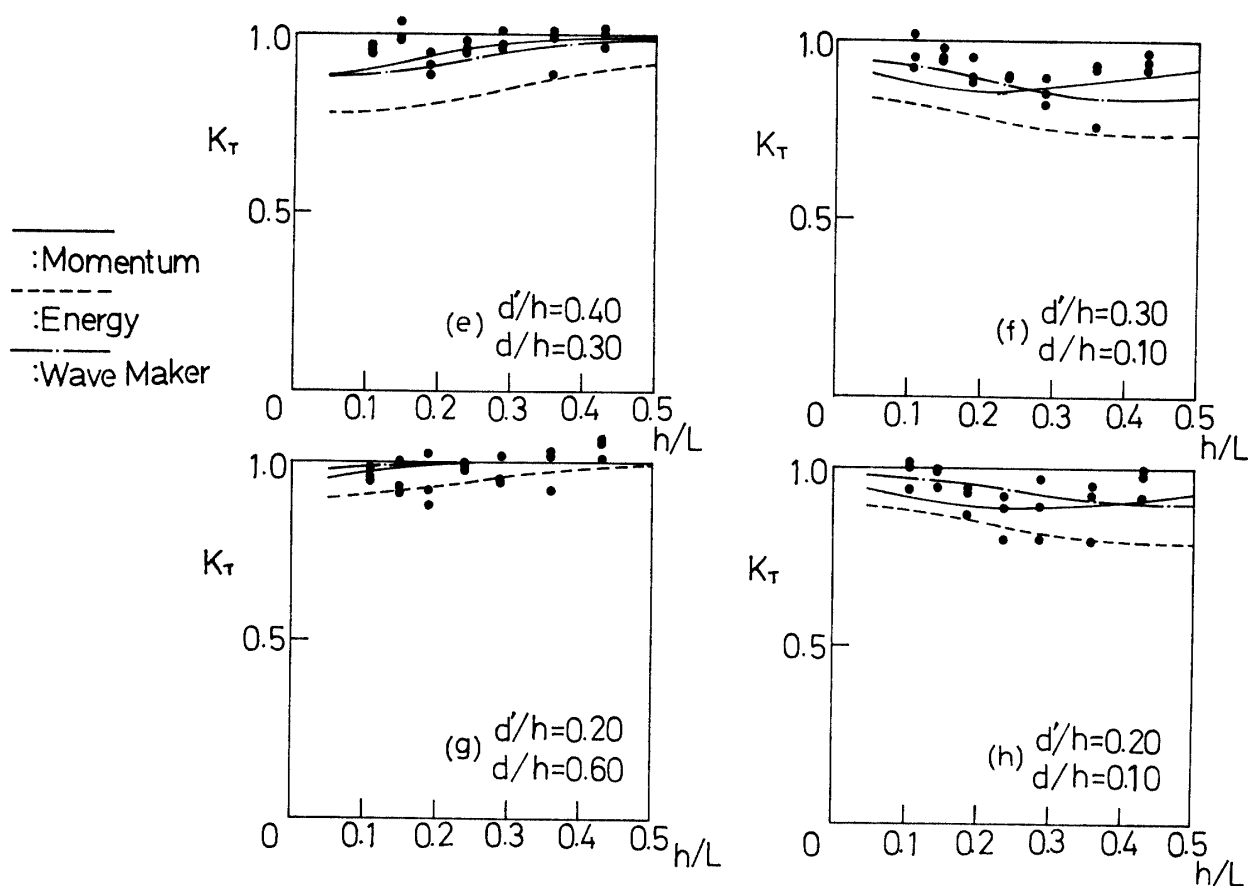 :Momentum
:Energy
:Wave Maker
1.0
K_T
0.5
(e) d'/h=0.40
d/h=0.30
0 0.1 0.2 0.3 0.4 0.5
h/L
1.0
K_T
0.5
(f) d'/h=0.30
d/h=0.10
0 0.1 0.2 0.3 0.4 0.5
h/L
1.0
K_T
0.5
(g) d'/h=0.20
d/h=0.60
0 0.1 0.2 0.3 0.4 0.5
h/L
1.0
K_T
0.5
(h) d'/h=0.20
d/h=0.10
0 0.1 0.2 0.3 0.4 0.5
h/L